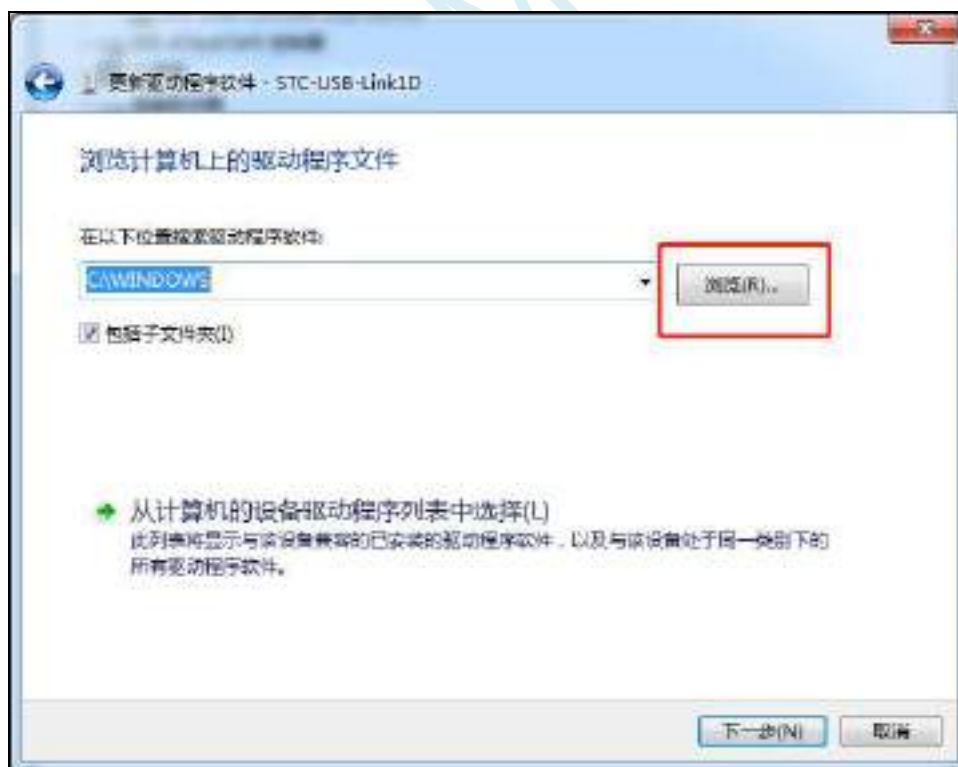 更新驱动程序软件 - STC-USB-Link1D
浏览计算机上的驱动程序文件
在以下位置搜索驱动程序软件:
C:\WINDOWS
浏览(R)...
包括子文件夹(I)
从计算机的设备驱动程序列表中选择(L)
此列表将显示与该设备兼容的已安装的驱动程序软件，以及与该设备处于同一类别下的
所有驱动程序软件。
下一步(N)
取消